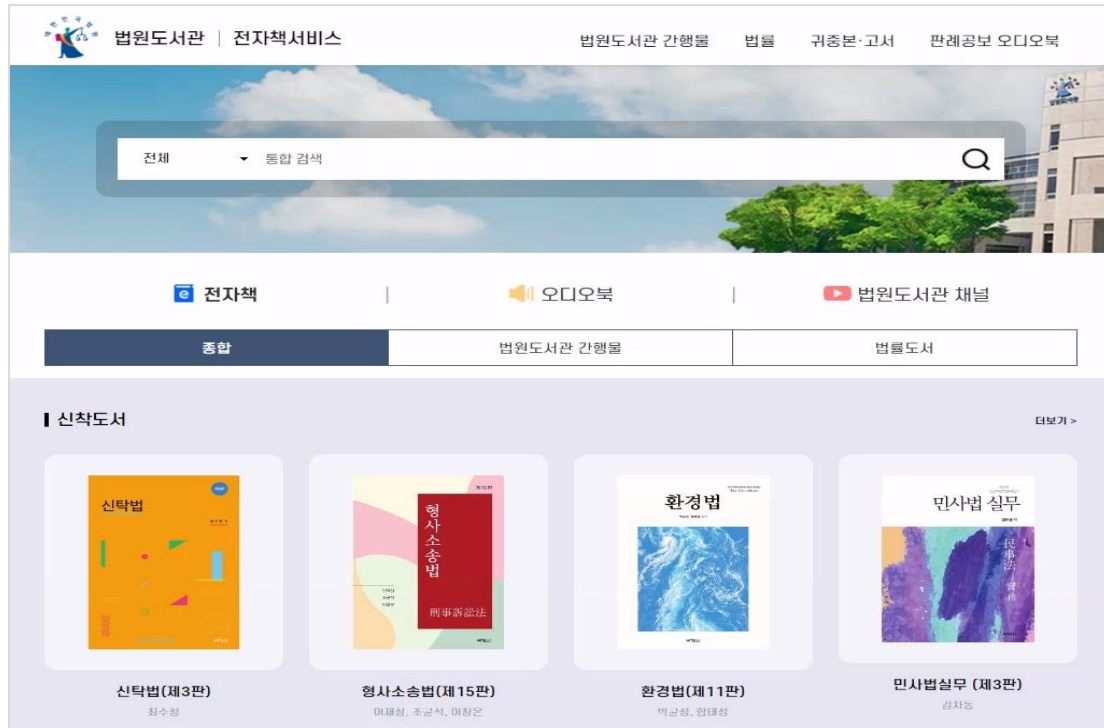 법원도서관 | 전자책서비스
법원도서관 간행물 법률 귀중본·고서 판례공보 오디오북
전체 통합 검색
전자책 | 오디오북 | 법원도서관 채널
종합 법원도서관 간행물 법률도서
신착도서 더보기 >
신탁법
형사소송법
刑事訴訟法
환경법
민사법 실무
民事法 實務
신탁법(제3판) 형사소송법(제15판) 환경법(제11판) 민사법실무 (제3판)
최수정 이재상, 조균석, 이창온 박균성, 함태성 김차동